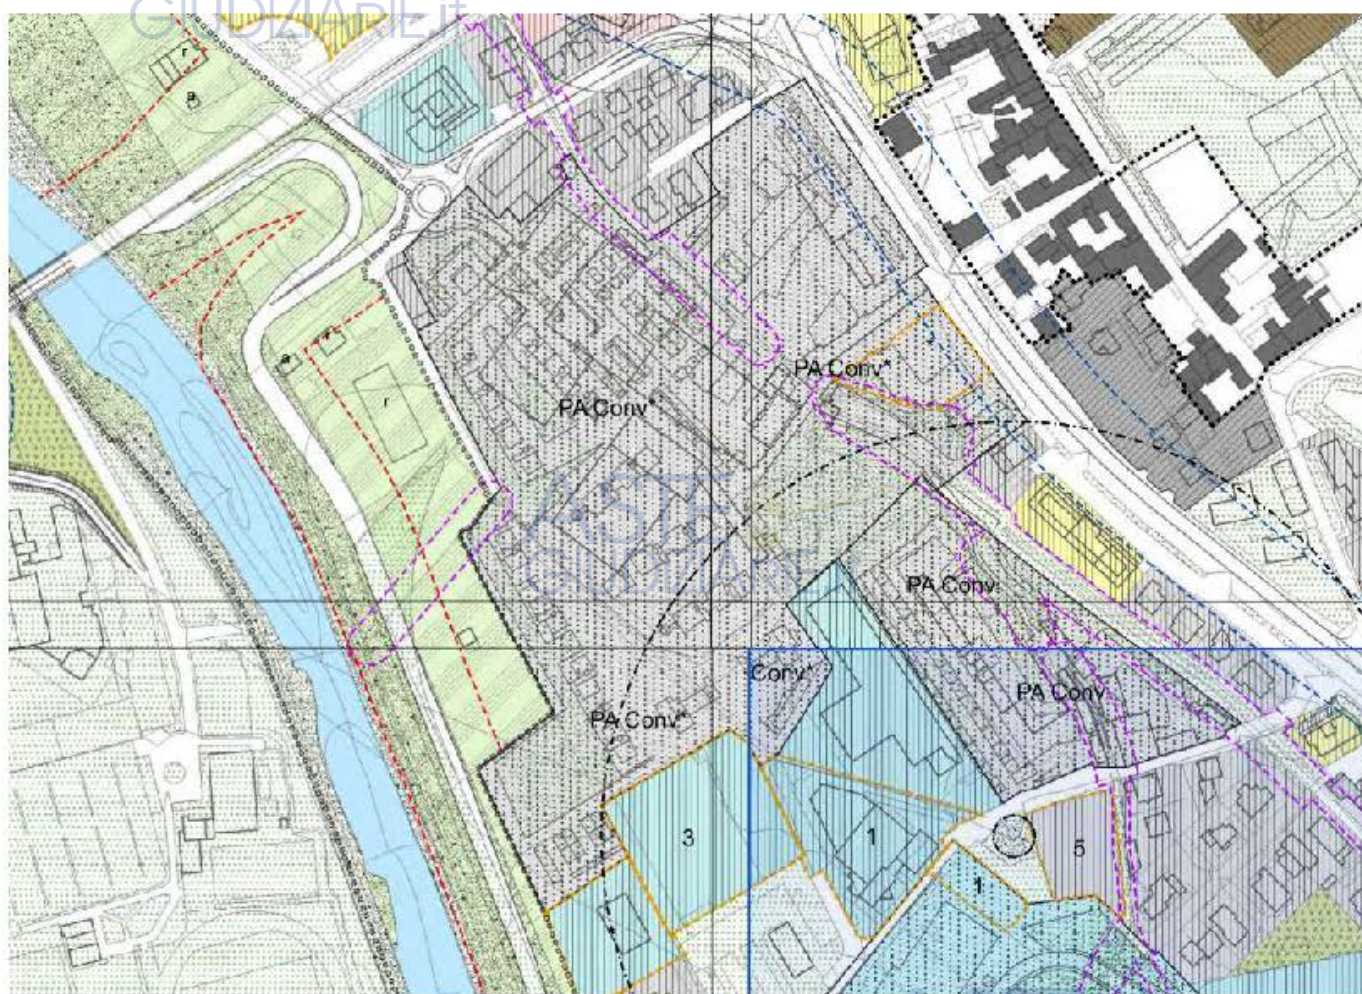 GIUDIZIARIE.it
r
a
PA Conv*
a
r
r
PA Conv*
ASTE
GIUDIZIARIE
PA Conv
Conv*
PA Conv
PA Conv*
3
1
5
1